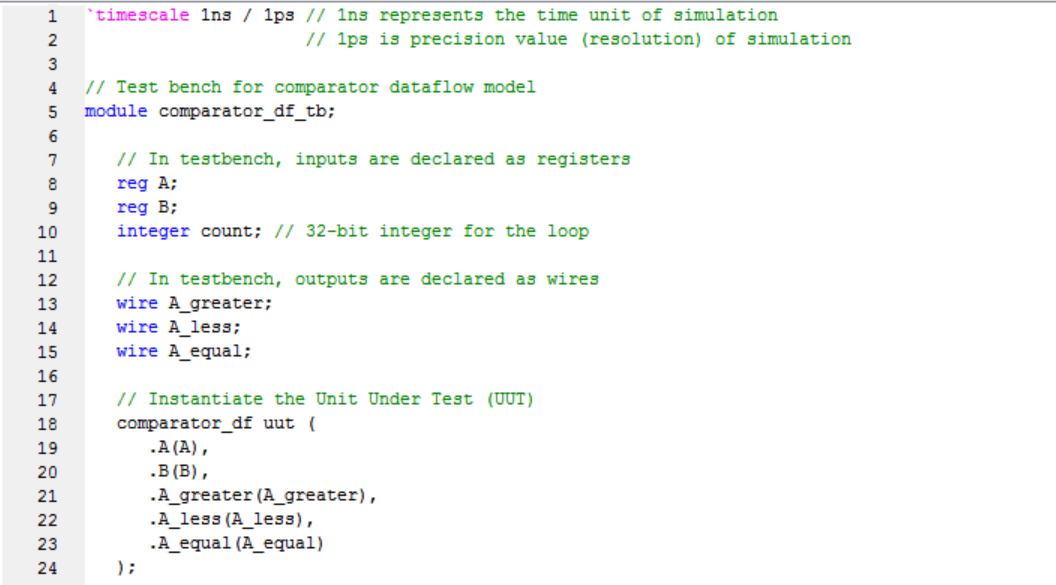 1 `timescale 1ns / 1ps // 1ns represents the time unit of simulation
2 // 1ps is precision value (resolution) of simulation
3
4 // Test bench for comparator dataflow model
5 module comparator_df_tb;
6
7 // In testbench, inputs are declared as registers
8 reg A;
9 reg B;
10 integer count; // 32-bit integer for the loop
11
12 // In testbench, outputs are declared as wires
13 wire A_greater;
14 wire A_less;
15 wire A_equal;
16
17 // Instantiate the Unit Under Test (UUT)
18 comparator_df uut (
19 .A(A),
20 .B(B),
21 .A_greater(A_greater),
22 .A_less(A_less),
23 .A_equal(A_equal)
24 );